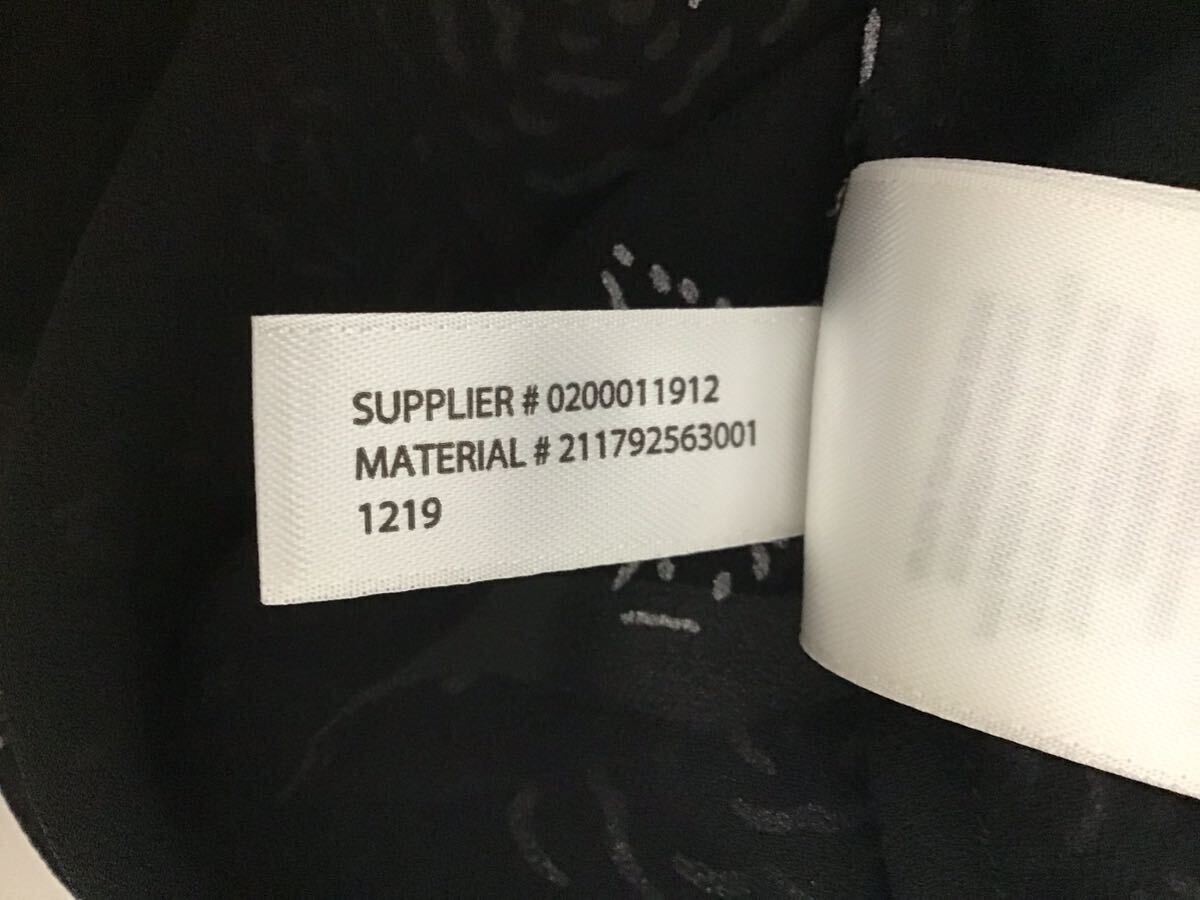 SUPPLIER # 0200011912
MATERIAL # 211792563001
1219